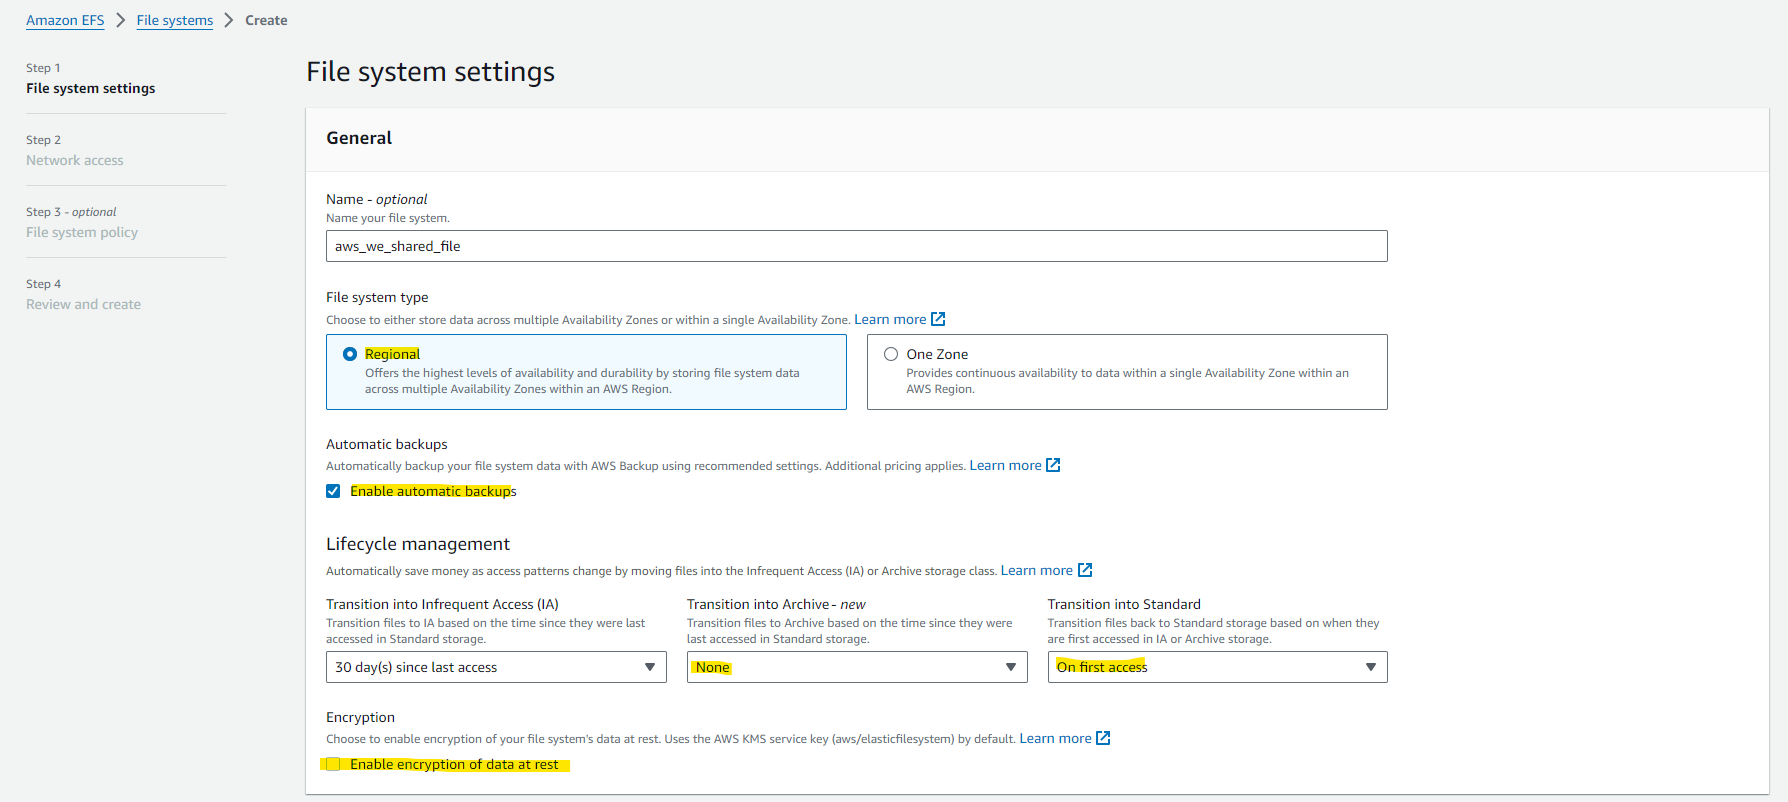 Amazon EFS > File systems > Create
Step 1
File system settings
Step 2
Network access
Step 3 - optional
File system policy
Step 4
Review and create
File system settings
General
Name - optional
Name your file system.
aws_we_shared_file
File system type
Choose to either store data across multiple Availability Zones or within a single Availability Zone. Learn more
Regional
Offers the highest levels of availability and durability by storing file system data
across multiple Availability Zones within an AWS Region.
One Zone
Provides continuous availability to data within a single Availability Zone within an
AWS Region.
Automatic backups
Automatically backup your file system data with AWS Backup using recommended settings. Additional pricing applies. Learn more
Enable automatic backups
Lifecycle management
Automatically save money as access patterns change by moving files into the Infrequent Access (IA) or Archive storage class. Learn more
Transition into Infrequent Access (IA)
Transition files to IA based on the time since they were last
accessed in Standard storage.
30 day(s) since last access
Transition into Archive - new
Transition files to Archive based on the time since they were
last accessed in Standard storage.
None
Transition into Standard
Transition files back to Standard storage based on when they
are first accessed in IA or Archive storage.
On first access
Encryption
Choose to enable encryption of your file system's data at rest. Uses the AWS KMS service key (aws/elasticfilesystem) by default. Learn more
Enable encryption of data at rest